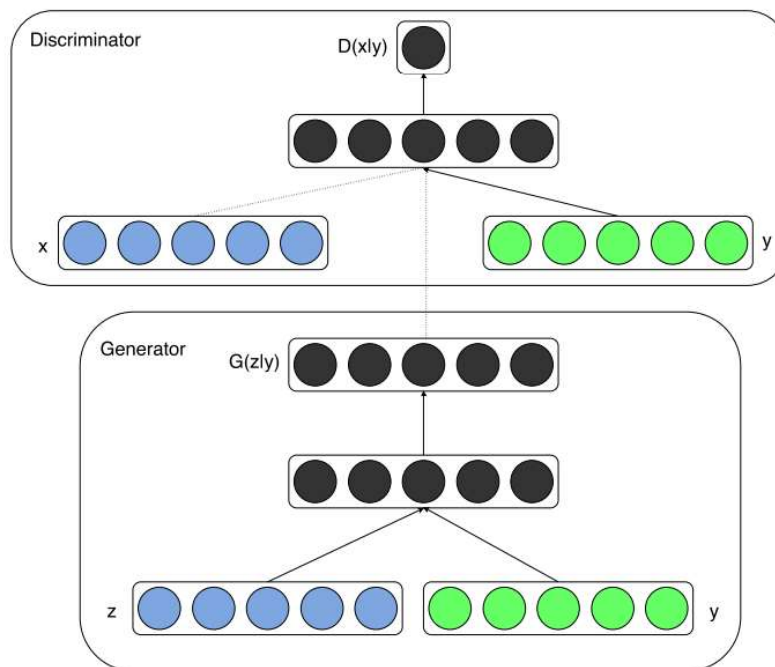 Discriminator
D(x|y)
x
y
Generator
G(z|y)
z
y